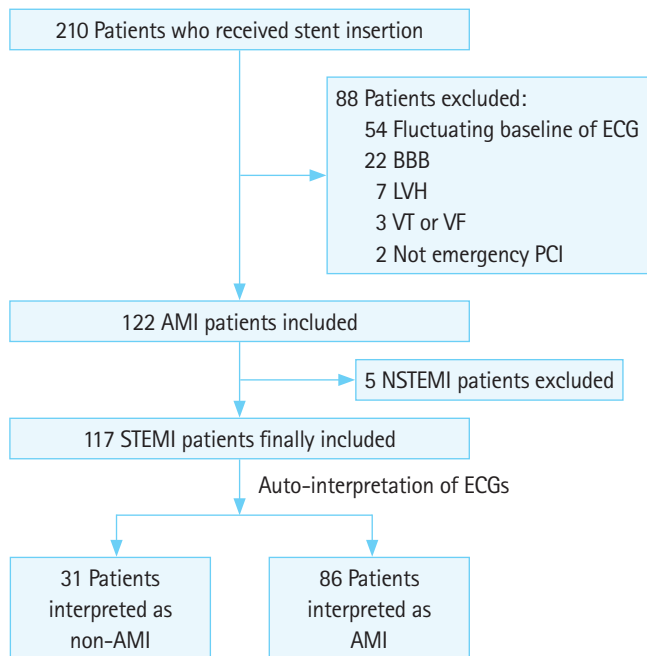 210 Patients who received stent insertion
88 Patients excluded:
54 Fluctuating baseline of ECG
22 BBB
7 LVH
3 VT or VF
2 Not emergency PCI
122 AMI patients included
5 NSTEMI patients excluded
117 STEMI patients finally included
Auto-interpretation of ECGs
31 Patients
interpreted as
non-AMI
86 Patients
interpreted as
AMI